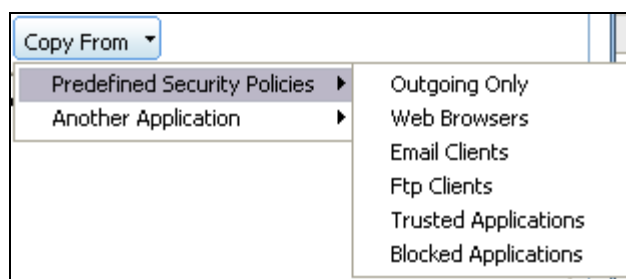 Copy From
Predefined Security Policies
Another Application
Outgoing Only
Web Browsers
Email Clients
Ftp Clients
Trusted Applications
Blocked Applications